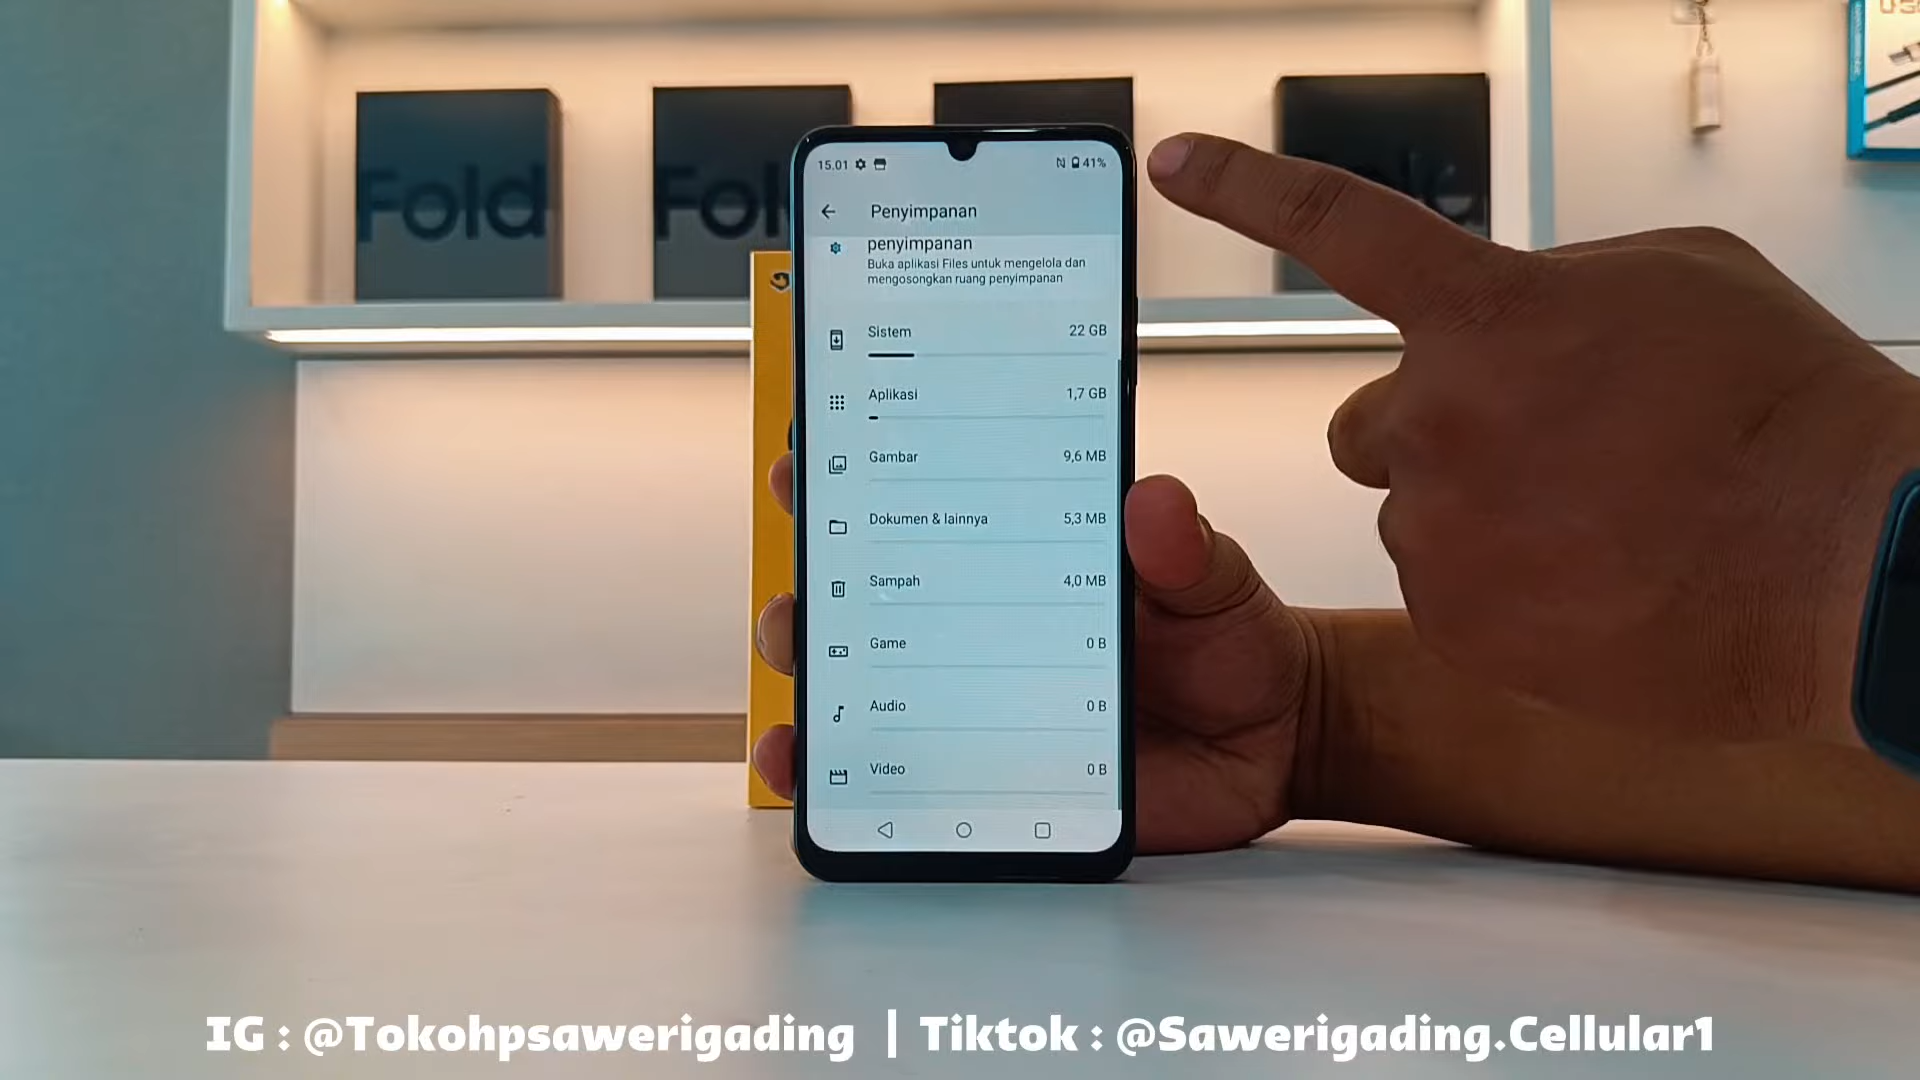 Fold
Fol
USB
15.01
41%
Penyimpanan
penyimpanan
Buka aplikasi Files untuk mengelola dan
mengosongkan ruang penyimpanan
Sistem 22 GB
Aplikasi 1,7 GB
Gambar 9,6 MB
Dokumen & lainnya 5,3 MB
Sampah 4,0 MB
Game 0 B
Audio 0 B
Video 0 B
IG : @Tokohpsawerigading | Tiktok : @Sawerigading.Cellular1